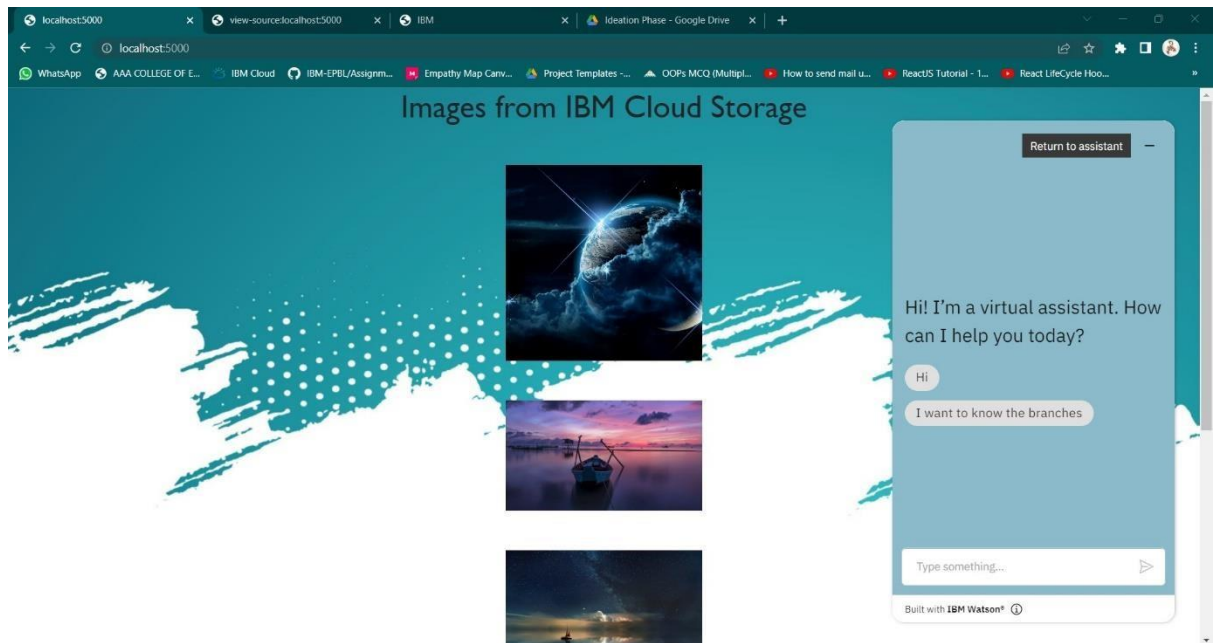 localhost:5000
view-source:localhost:5000
IBM
Ideation Phase - Google Drive
localhost:5000
WhatsApp
AAA COLLEGE OF E...
IBM Cloud
IBM-EPBL/Assignm...
Empathy Map Canv...
Project Templates -...
OOPs MCQ (Multipl...
How to send mail u...
ReactJS Tutorial - 1...
React LifeCycle Hoo...
Images from IBM Cloud Storage
Return to assistant
Hi! I'm a virtual assistant. How
can I help you today?
Hi
I want to know the branches
Type something...
Built with IBM Watson®